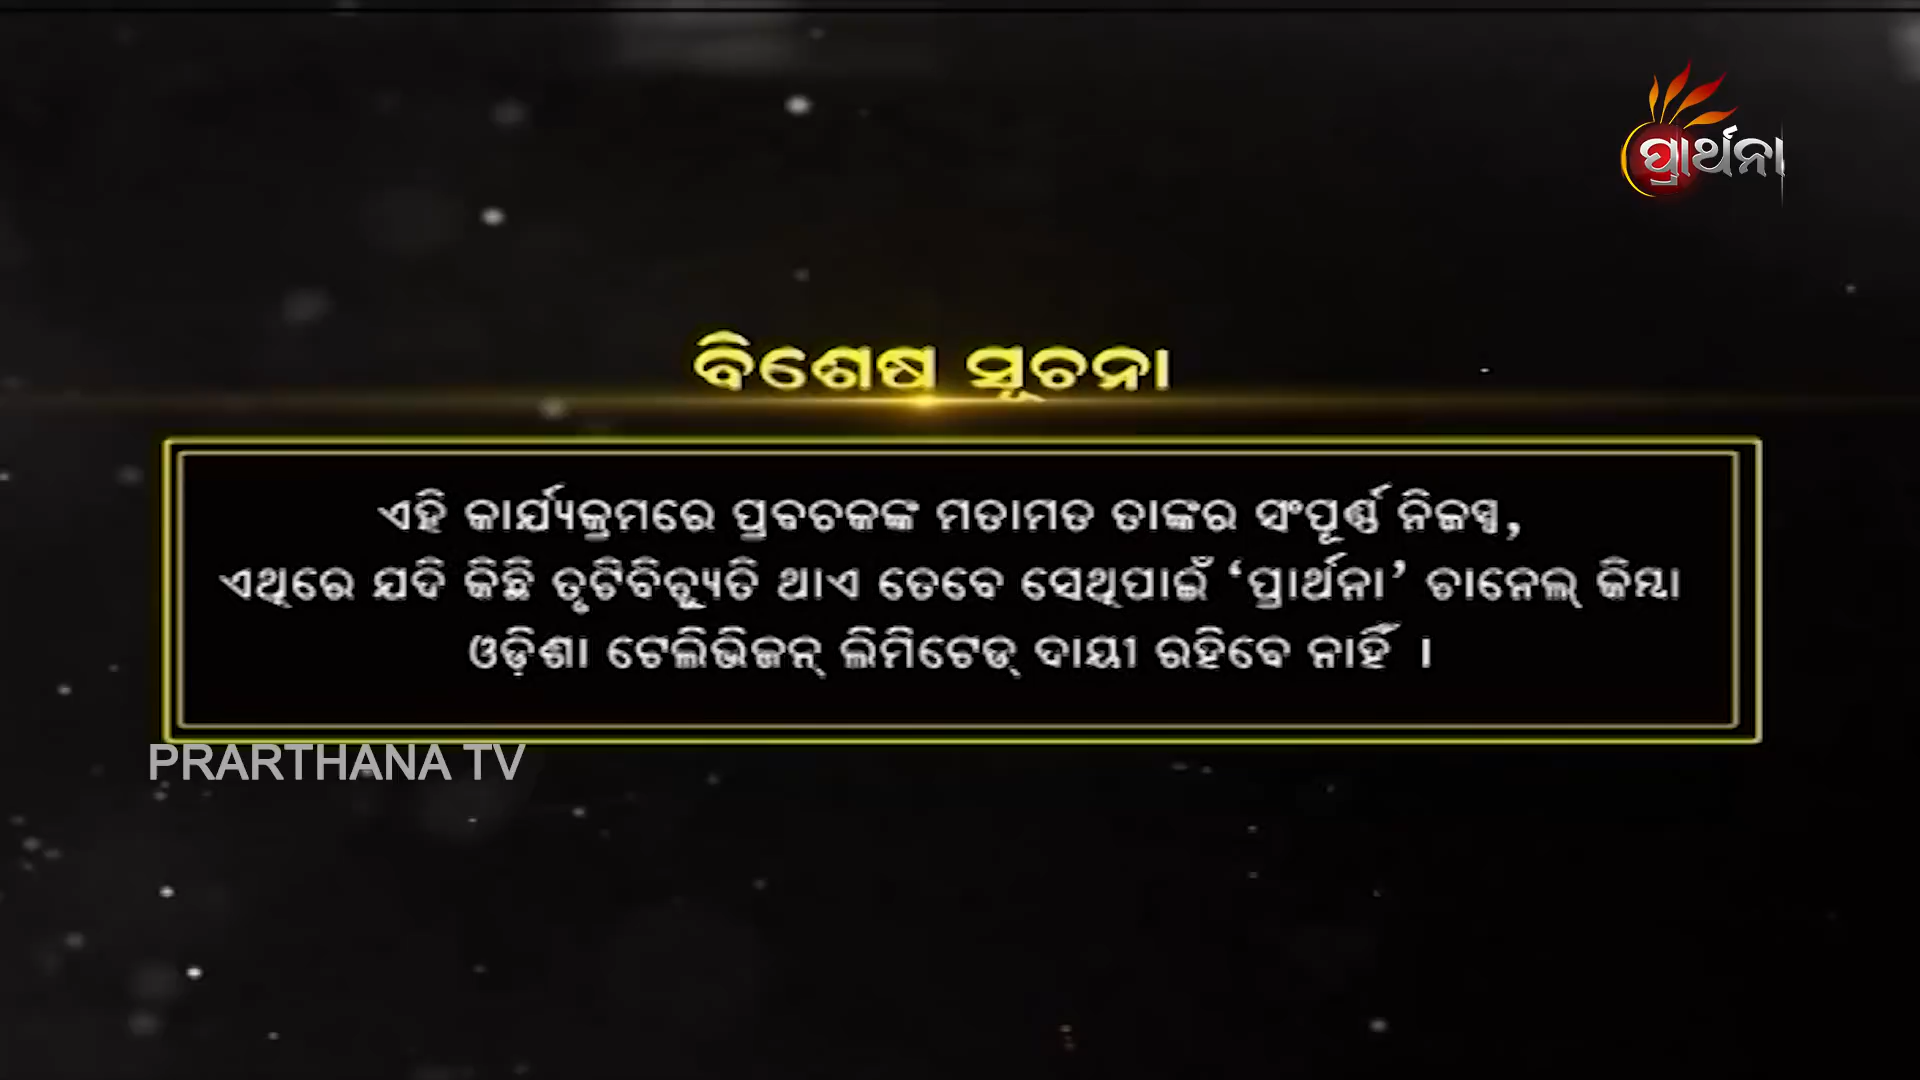 ପ୍ରାର୍ଥନା
ବିଶେଷ ସୂଚନା
ଏହି କାର୍ଯ୍ୟକ୍ରମରେ ପ୍ରବଚକଙ୍କ ମତାମତ ତାଙ୍କର ସଂପୂର୍ଣ୍ଣ ନିଜସ୍ୱ,
ଏଥିରେ ଯଦି କିଛି ତୃଟିବିଚ୍ୟୁତି ଥାଏ ତେବେ ସେଥିପାଇଁ ‘ପ୍ରାର୍ଥନା’ ଚାନେଲ୍ କିମ୍ୱା
ଓଡ଼ିଶା ଟେଲିଭିଜନ୍ ଲିମିଟେଡ୍ ଦାୟୀ ରହିବେ ନାହିଁ ।
PRARTHANA TV